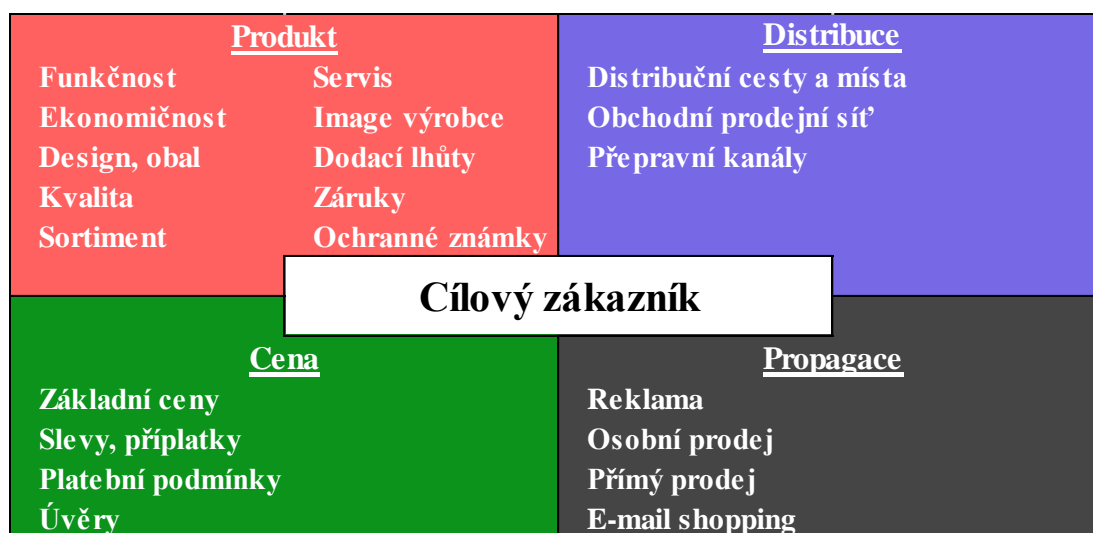 Produkt
Funkčnost
Ekonomičnost
Design, obal
Kvalita
Sortiment
Servis
Image výrobce
Dodací lhůty
Záruky
Ochranné známky
Distribuce
Distribuční cesty a místa
Obchodní prodejní síť
Přepravní kanály
Cílový zákazník
Cena
Základní ceny
Slevy, příplatky
Platební podmínky
Úvěry
Propagace
Reklama
Osobní prodej
Přímý prodej
E-mail shopping